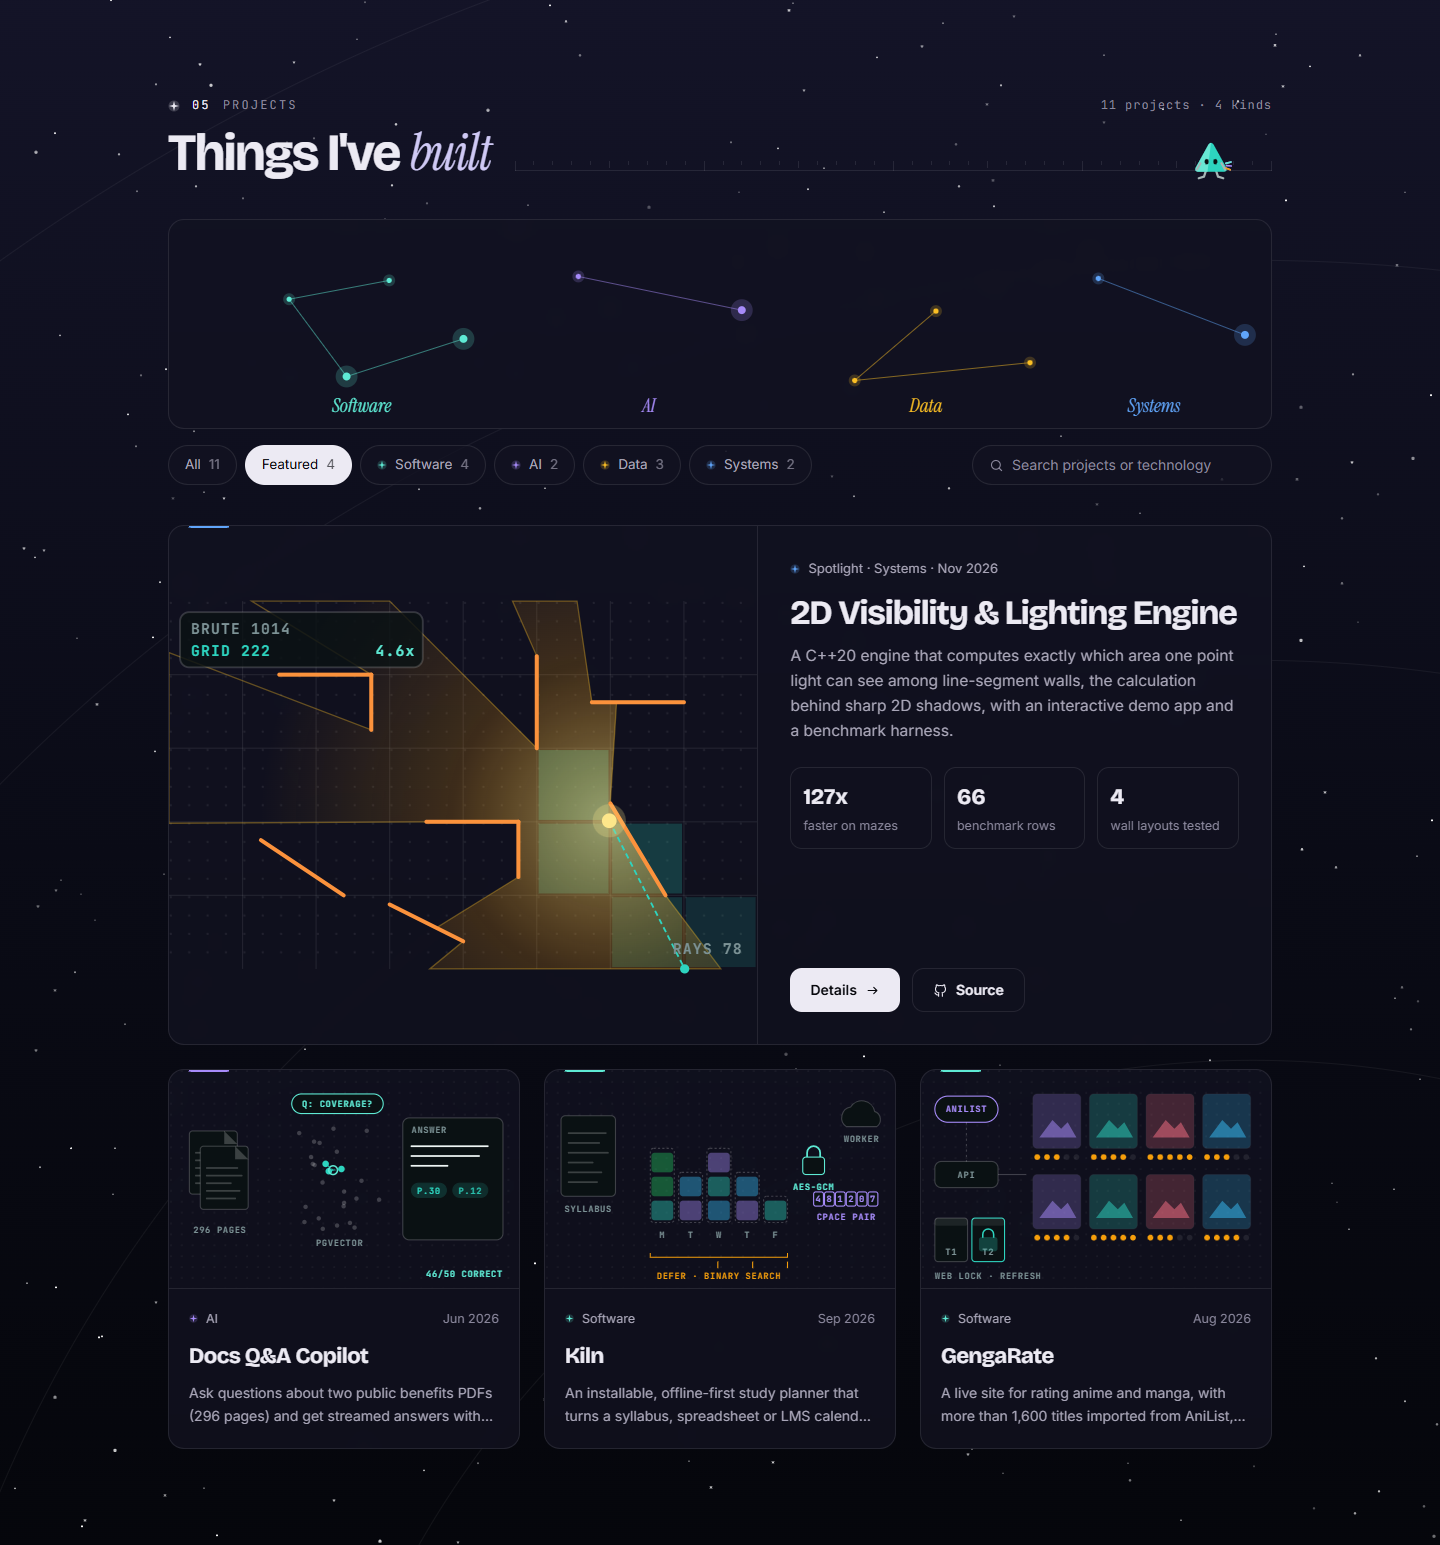 05 PROJECTS
11 projects · 4 kinds
Things I've built
Software
AI
Data
Systems
All 11
Featured 4
Software 4
AI 2
Data 3
Systems 2
Search projects or technology
BRUTE 1014
GRID 222 4.6x
RAYS 78
Spotlight · Systems · Nov 2026
2D Visibility & Lighting Engine
A C++20 engine that computes exactly which area one point
light can see among line-segment walls, the calculation
behind sharp 2D shadows, with an interactive demo app and
a benchmark harness.
127x
faster on mazes
66
benchmark rows
4
wall layouts tested
Details →
Source
Q: COVERAGE?
ANSWER
P.30 P.12
296 PAGES
PGVECTOR
46/50 CORRECT
AI
Jun 2026
Docs Q&A Copilot
Ask questions about two public benefits PDFs
(296 pages) and get streamed answers with...
SYLLABUS
WORKER
AES-GCM
481207
CPACE PAIR
M T W T F
DEFER · BINARY SEARCH
Software
Sep 2026
Kiln
An installable, offline-first study planner that
turns a syllabus, spreadsheet or LMS calend...
ANILIST
API
T1 T2
WEB LOCK · REFRESH
Software
Aug 2026
GengaRate
A live site for rating anime and manga, with
more than 1,600 titles imported from AniList,...